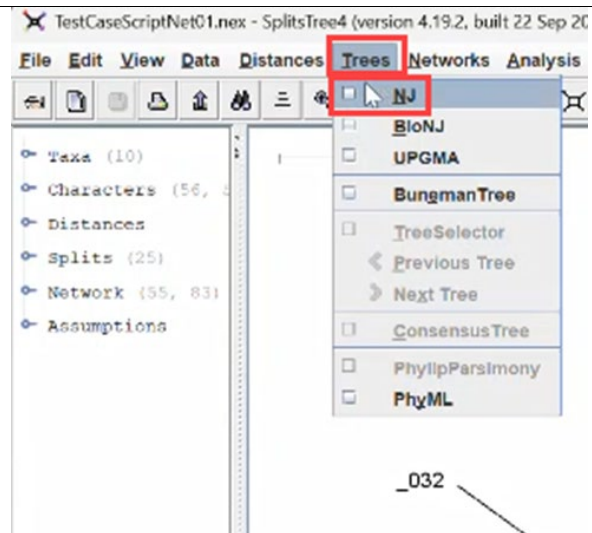 TestCaseScriptNet01.nex - SplitsTree4 (version 4.19.2, built 22 Sep 20
File Edit View Data Distances Trees Networks Analysis
NJ
BioNJ
UPGMA
BunemanTree
TreeSelector
Previous Tree
Next Tree
ConsensusTree
PhylipParsimony
PhyML
Taxa (10)
Characters (56,
Distances
Splits (25)
Network (55, 83)
Assumptions
_032